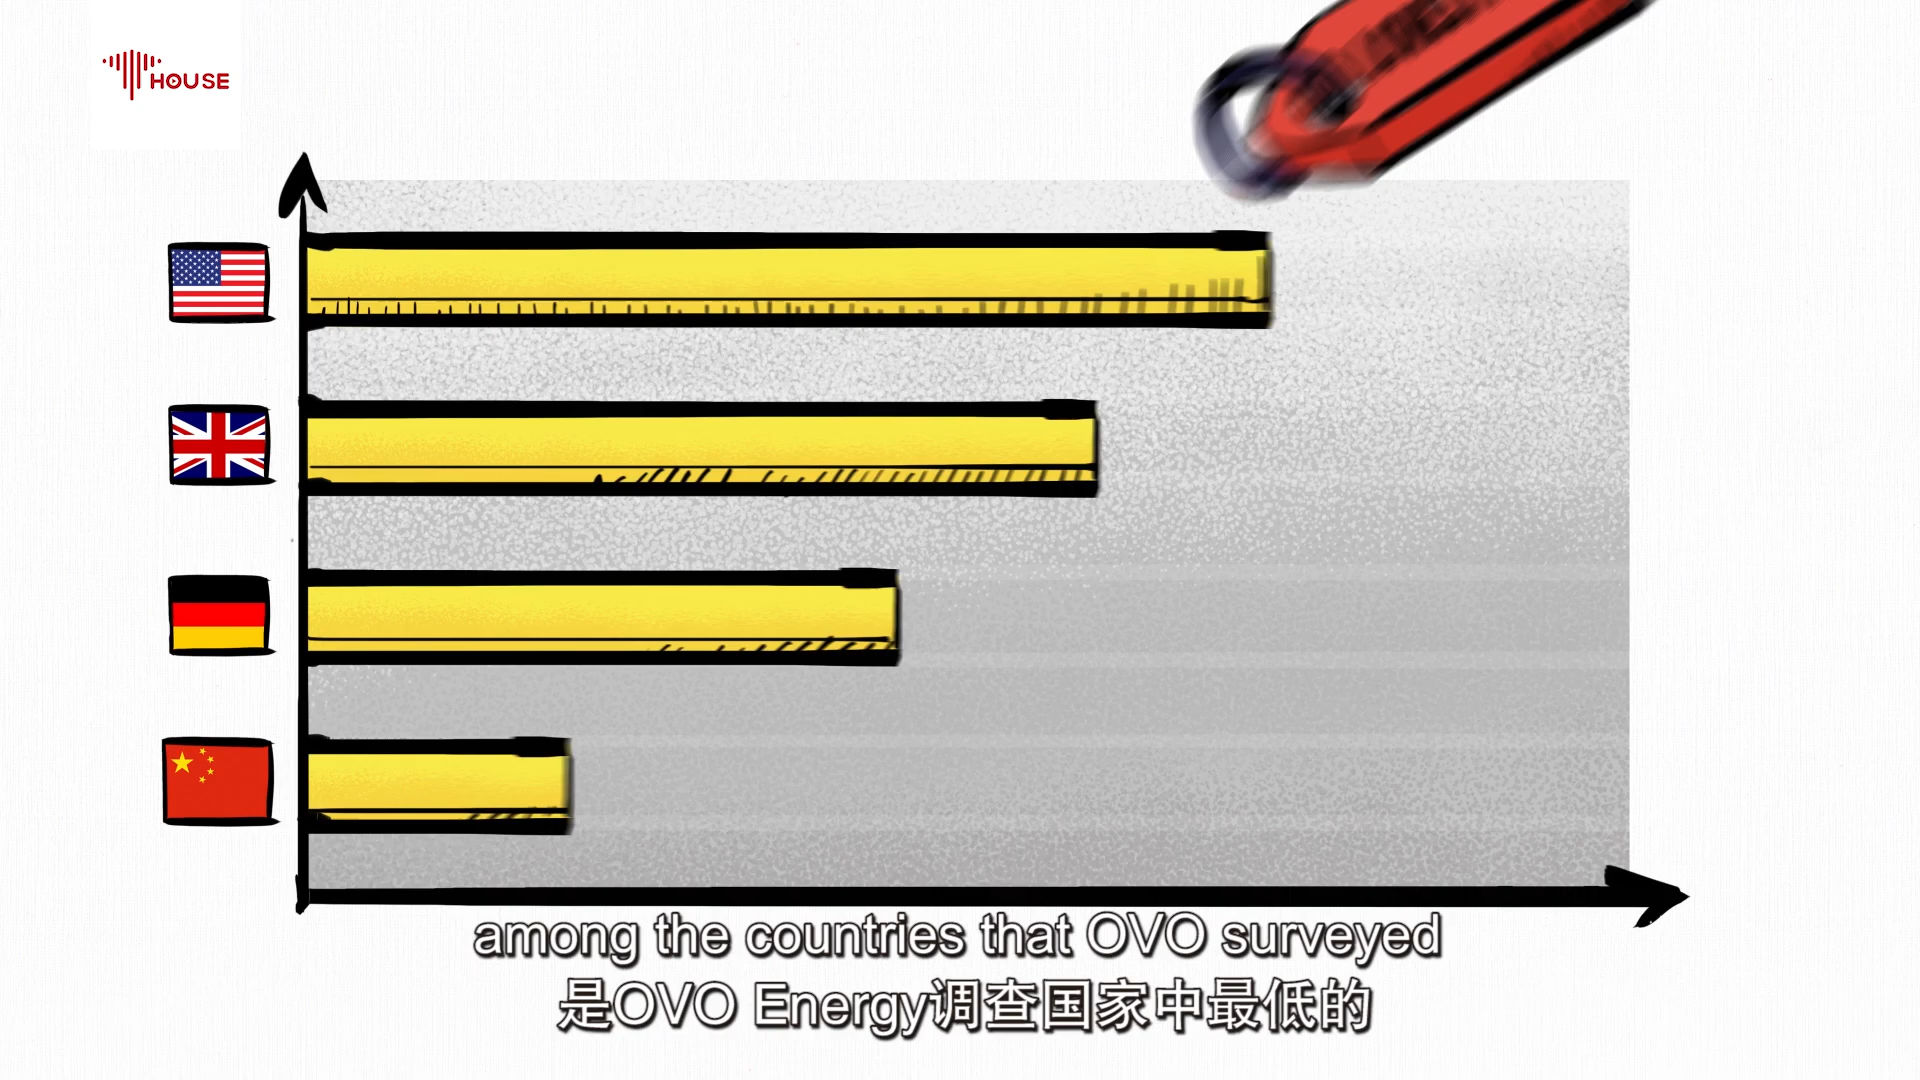 HOUSE
among the countries that OVO surveyed
是OVO Energy调查国家中最低的